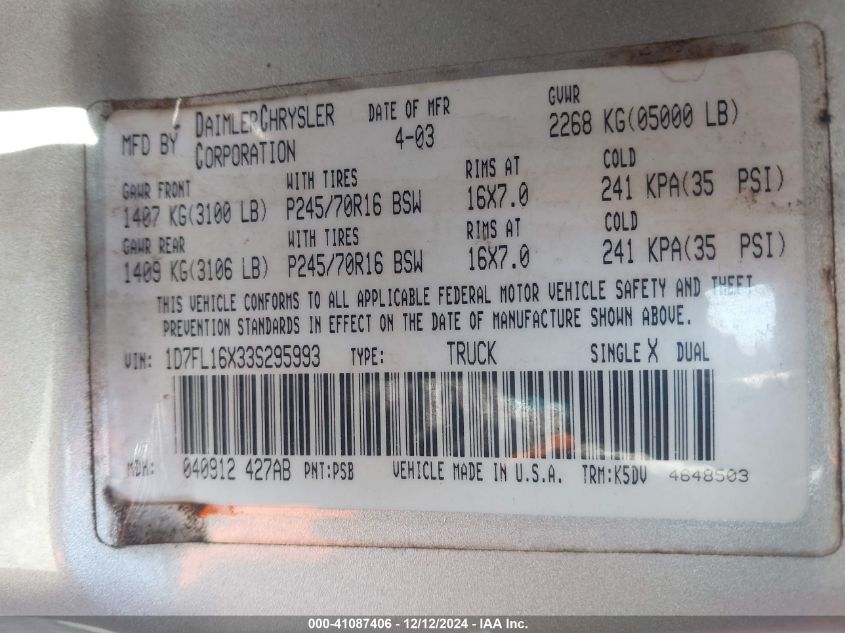 MFD BY DAIMLERCHRYSLER CORPORATION DATE OF MFR 4-03 GVWR 2268 KG(05000 LB)
GAWR FRONT WITH TIRES RIMS AT COLD
1407 KG(3100 LB) P245/70R16 BSW 16X7.0 241 KPA(35 PSI)
GAWR REAR WITH TIRES RIMS AT COLD
1409 KG(3106 LB) P245/70R16 BSW 16X7.0 241 KPA(35 PSI)
THIS VEHICLE CONFORMS TO ALL APPLICABLE FEDERAL MOTOR VEHICLE SAFETY AND THEFT
PREVENTION STANDARDS IN EFFECT ON THE DATE OF MANUFACTURE SHOWN ABOVE.
VIN: 1D7FL16X33S295993 TYPE: TRUCK SINGLE X DUAL
MDH: 040912 427AB PNT:PSB VEHICLE MADE IN U.S.A. TRM:K5DV 4648503
000-41087406 - 12/12/2024 - IAA Inc.